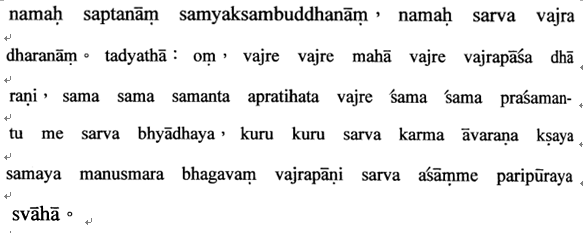 namaḥ saptanāṃ samyaksambuddhanāṃ，namaḥ sarva vajra
dharanāṃ。tadyathā：oṃ，vajre vajre mahā vajre vajrapāśa dhā
raṇi，sama sama samanta apratihata vajre śama śama praśaman-
tu me sarva bhyādhaya，kuru kuru sarva karma āvaraṇa kṣaya
samaya manusmara bhagavaṃ vajrapāṇi sarva aśāṃme paripūraya
svāhā。